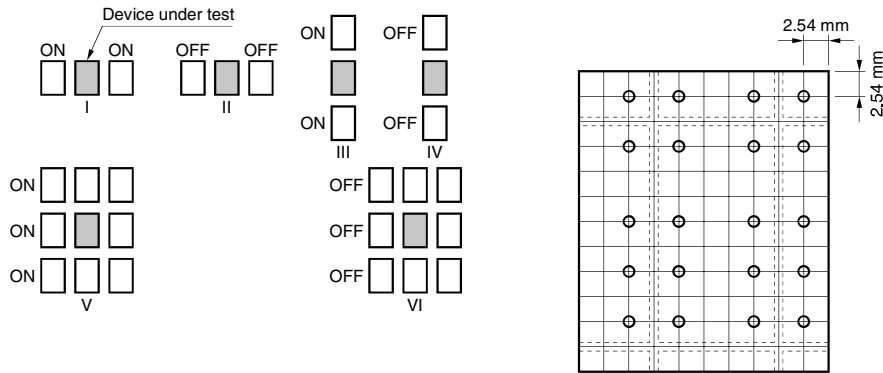 Device under test
ON ON
I
OFF OFF
II
ON
ON
III
OFF
OFF
IV
ON
ON
ON
V
OFF
OFF
OFF
VI
2.54 mm
2.54 mm